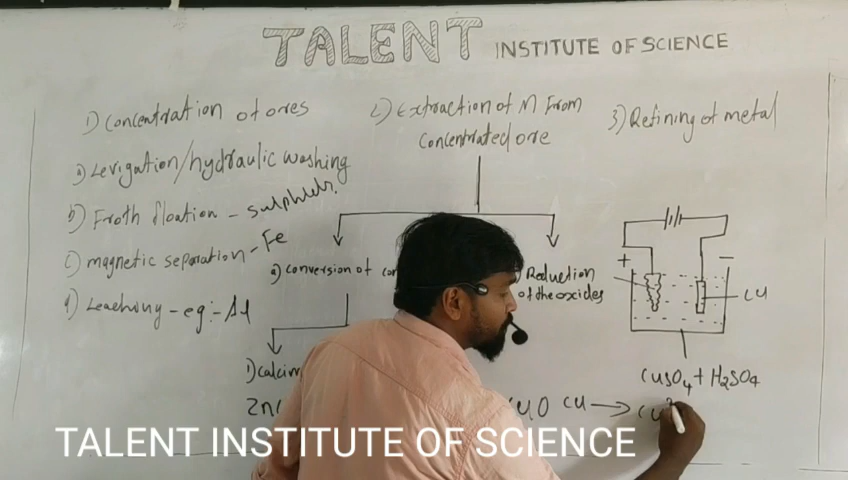 TALENT INSTITUTE OF SCIENCE
1) Concentration of ores
a) Levigation/hydraulic washing
b) Froth floation - sulphides.
c) magnetic separation - Fe
d) Leaching - eg:- Al
2) Extraction of M From
Concentrated ore
a) conversion of
1) calcin
Reduction
of the oxides
3) Refining of metal
+ −
Cu
CuSO4 + H2SO4
Cu →
TALENT INSTITUTE OF SCIENCE